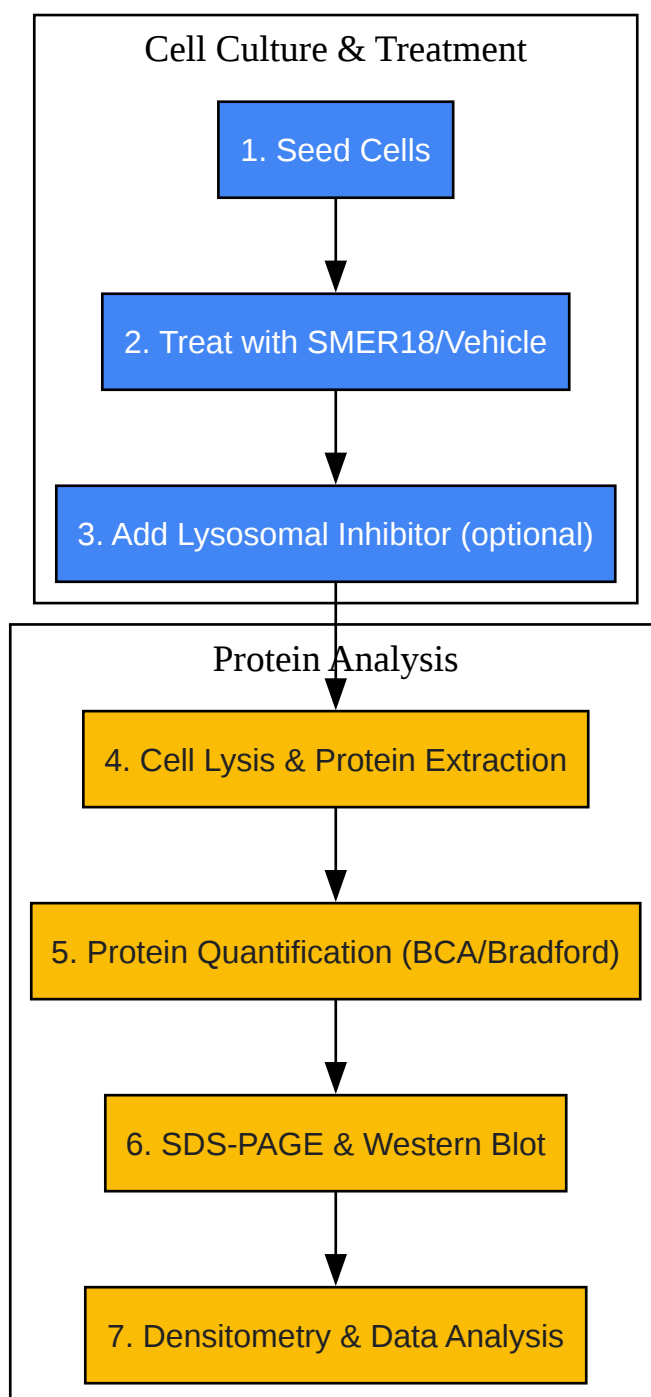 Cell Culture & Treatment
1. Seed Cells
2. Treat with SMER18/Vehicle
3. Add Lysosomal Inhibitor (optional)
Protein Analysis
4. Cell Lysis & Protein Extraction
5. Protein Quantification (BCA/Bradford)
6. SDS-PAGE & Western Blot
7. Densitometry & Data Analysis